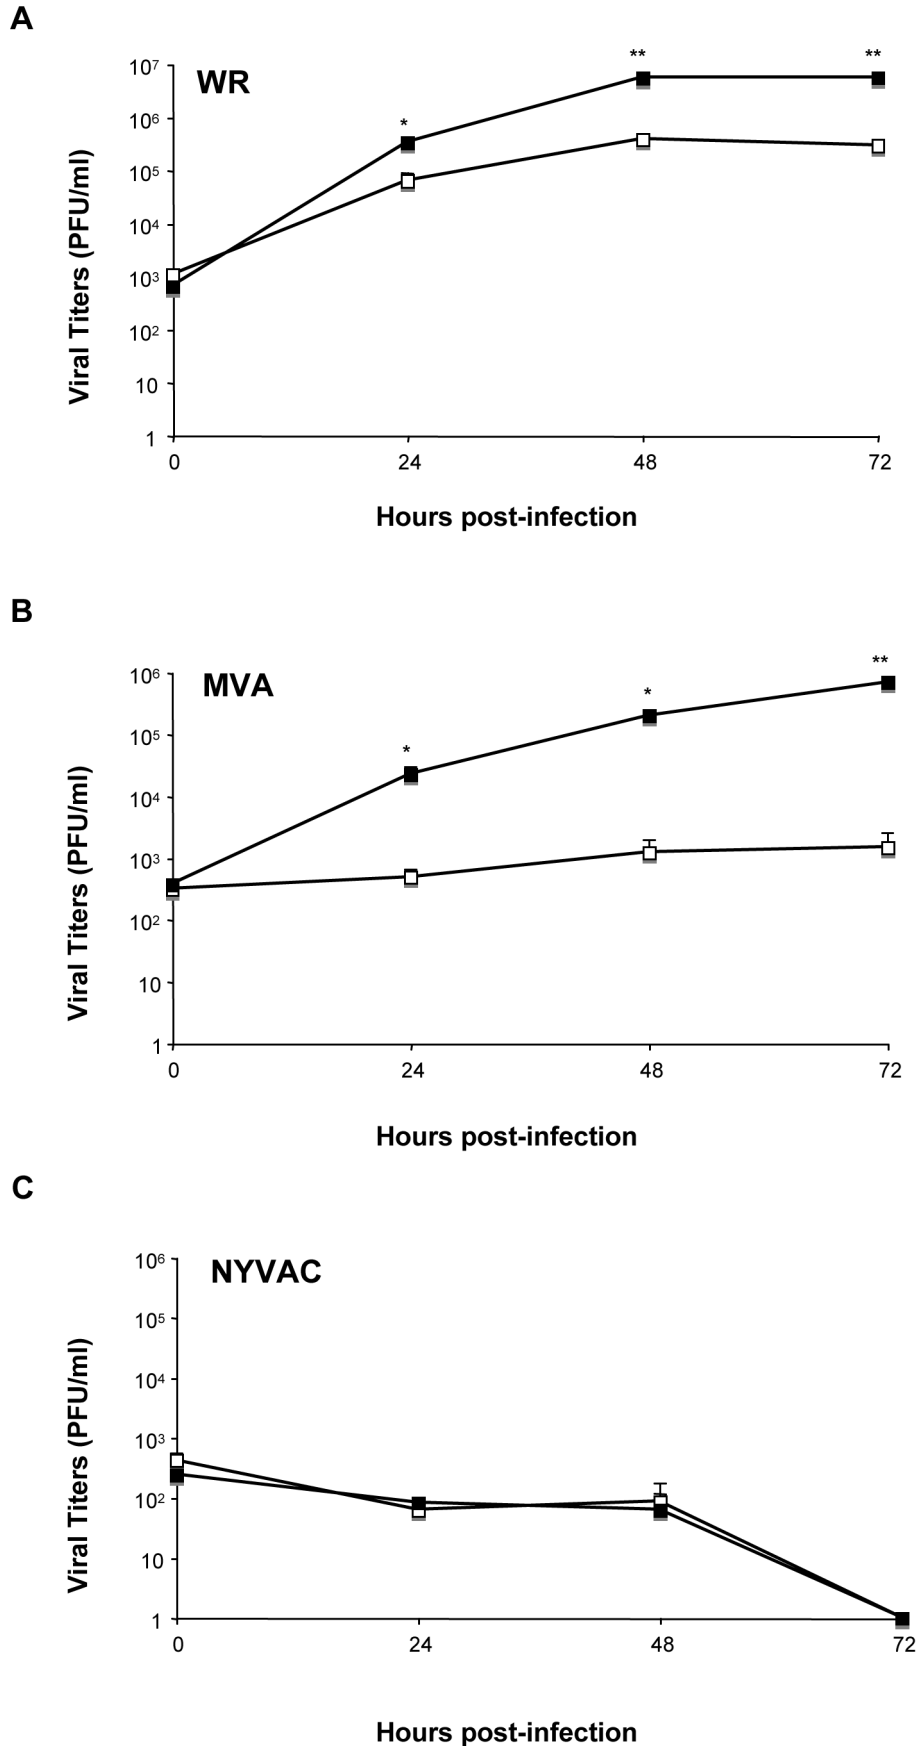 A
WR
**
**
*
10⁷
10⁶
10⁵
10⁴
10³
10²
10
1
Viral Titers (PFU/ml)
0 24 48 72
Hours post-infection
B
MVA
**
*
*
10⁶
10⁵
10⁴
10³
10²
10
1
Viral Titers (PFU/ml)
0 24 48 72
Hours post-infection
C
NYVAC
10⁶
10⁵
10⁴
10³
10²
10
1
Viral Titers (PFU/ml)
0 24 48 72
Hours post-infection